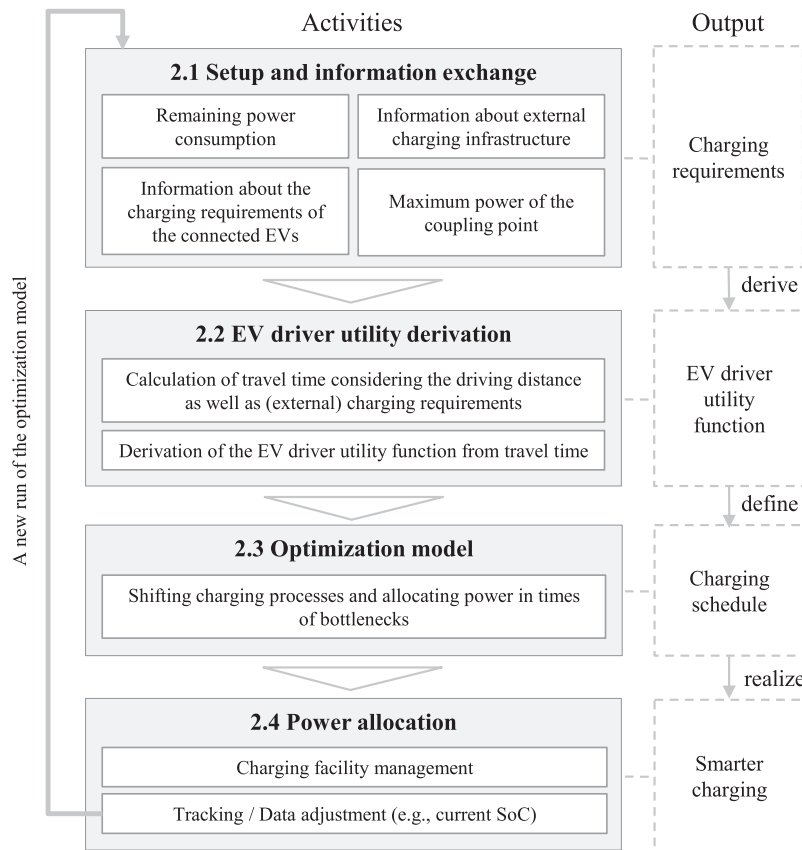 Activities
Output
2.1 Setup and information exchange
Remaining power
consumption
Information about external
charging infrastructure
Information about the
charging requirements of
the connected EVs
Maximum power of the
coupling point
Charging
requirements
derive
2.2 EV driver utility derivation
Calculation of travel time considering the driving distance
as well as (external) charging requirements
Derivation of the EV driver utility function from travel time
EV driver
utility
function
define
2.3 Optimization model
Shifting charging processes and allocating power in times
of bottlenecks
Charging
schedule
realize
2.4 Power allocation
Charging facility management
Tracking / Data adjustment (e.g., current SoC)
Smarter
charging
A new run of the optimization model